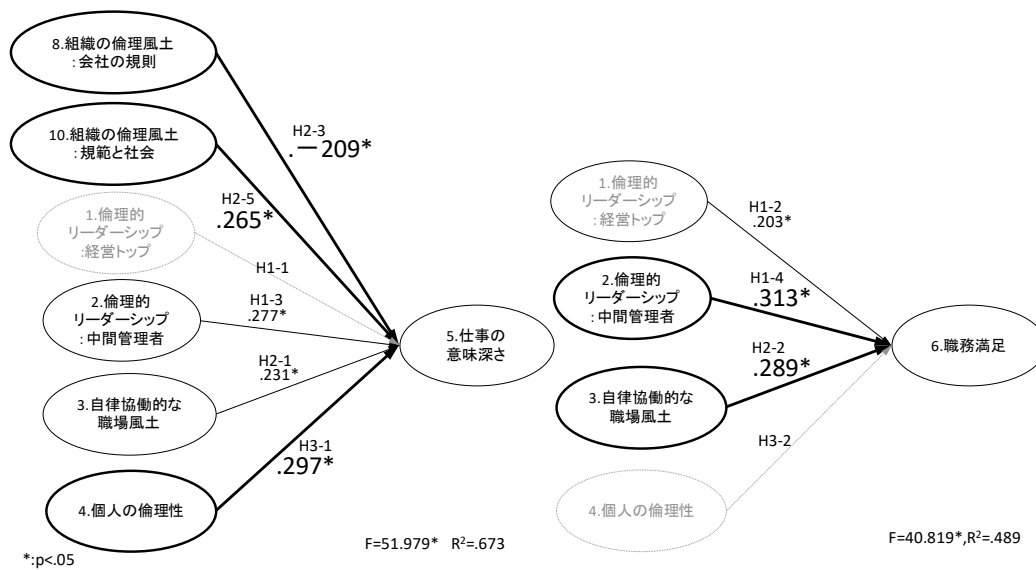 8.組織の倫理風土
:会社の規則
H2-3
.ー209*
10.組織の倫理風土
:規範と社会
H2-5
.265*
1.倫理的
リーダーシップ
:経営トップ
H1-1
2.倫理的
リーダーシップ
:中間管理者
H1-3
.277*
5.仕事の
意味深さ
H2-1
.231*
3.自律協働的な
職場風土
H3-1
.297*
4.個人の倫理性
*:p<.05
F=51.979* R²=.673
1.倫理的
リーダーシップ
:経営トップ
H1-2
.203*
2.倫理的
リーダーシップ
:中間管理者
H1-4
.313*
6.職務満足
H2-2
.289*
3.自律協働的な
職場風土
H3-2
4.個人の倫理性
F=40.819*,R²=.489